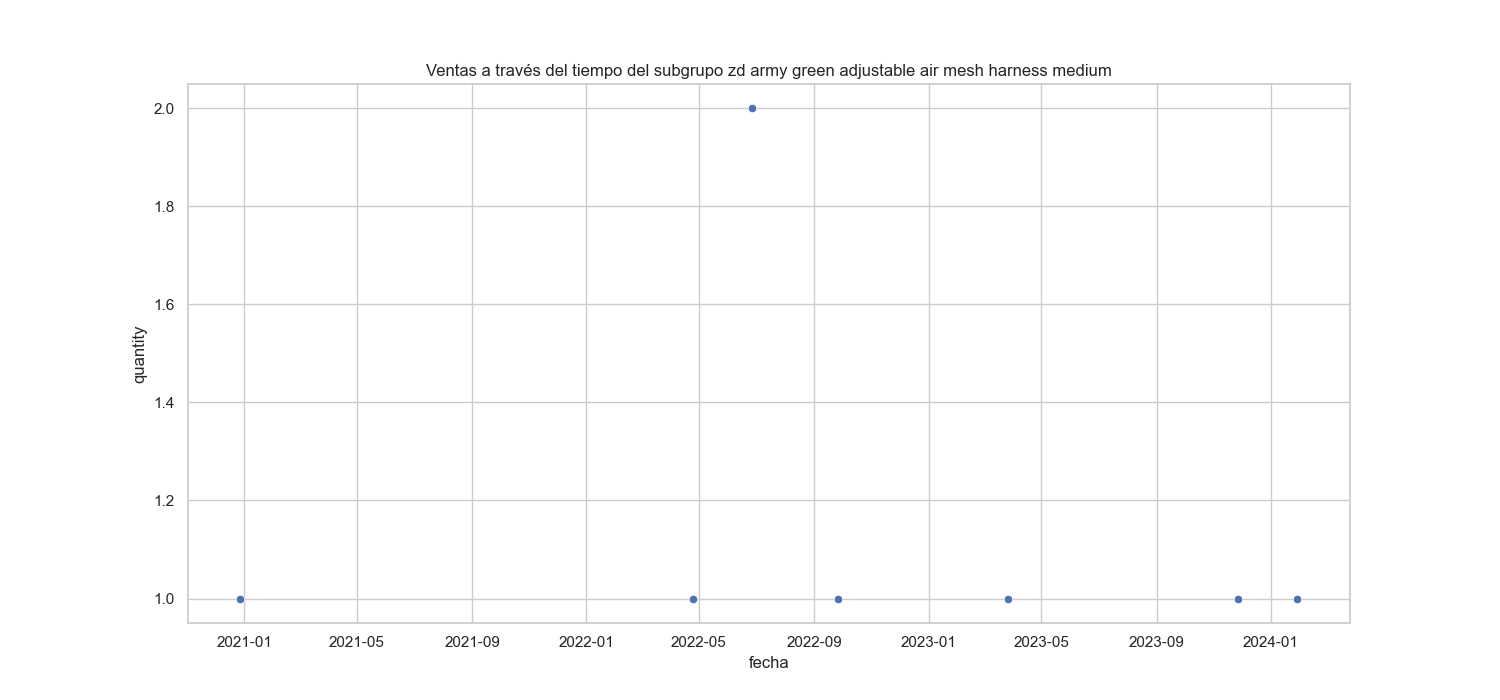 Ventas a través del tiempo del subgrupo zd army green adjustable air mesh harness medium
2.0
1.8
1.6
1.4
1.2
1.0
quantity
2021-01 2021-05 2021-09 2022-01 2022-05 2022-09 2023-01 2023-05 2023-09 2024-01
fecha